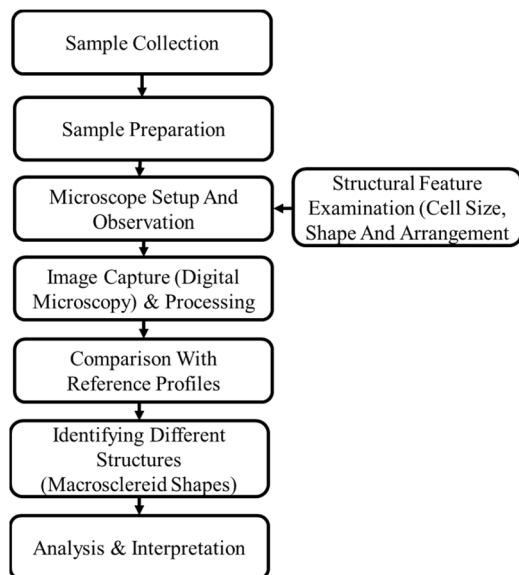 Sample Collection
Sample Preparation
Microscope Setup And
Observation
Structural Feature
Examination (Cell Size,
Shape And Arrangement
Image Capture (Digital
Microscopy) & Processing
Comparison With
Reference Profiles
Identifying Different
Structures
(Macrosclereid Shapes)
Analysis & Interpretation